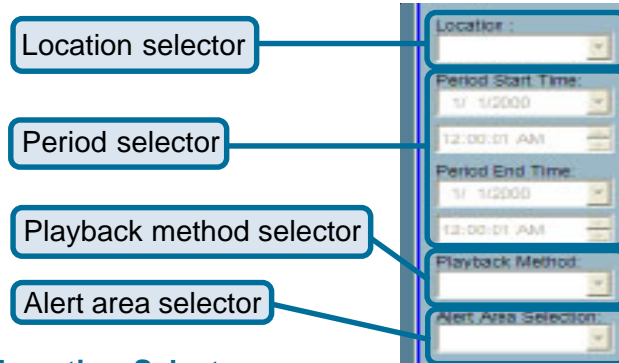 Location selector
Location :
Period selector
Period Start Time:
1/ 1/2000
12:00:01 AM
Period End Time:
1/ 1/2000
12:00:01 AM
Playback method selector
Playback Method:
Alert area selector
Alert Area Selection: